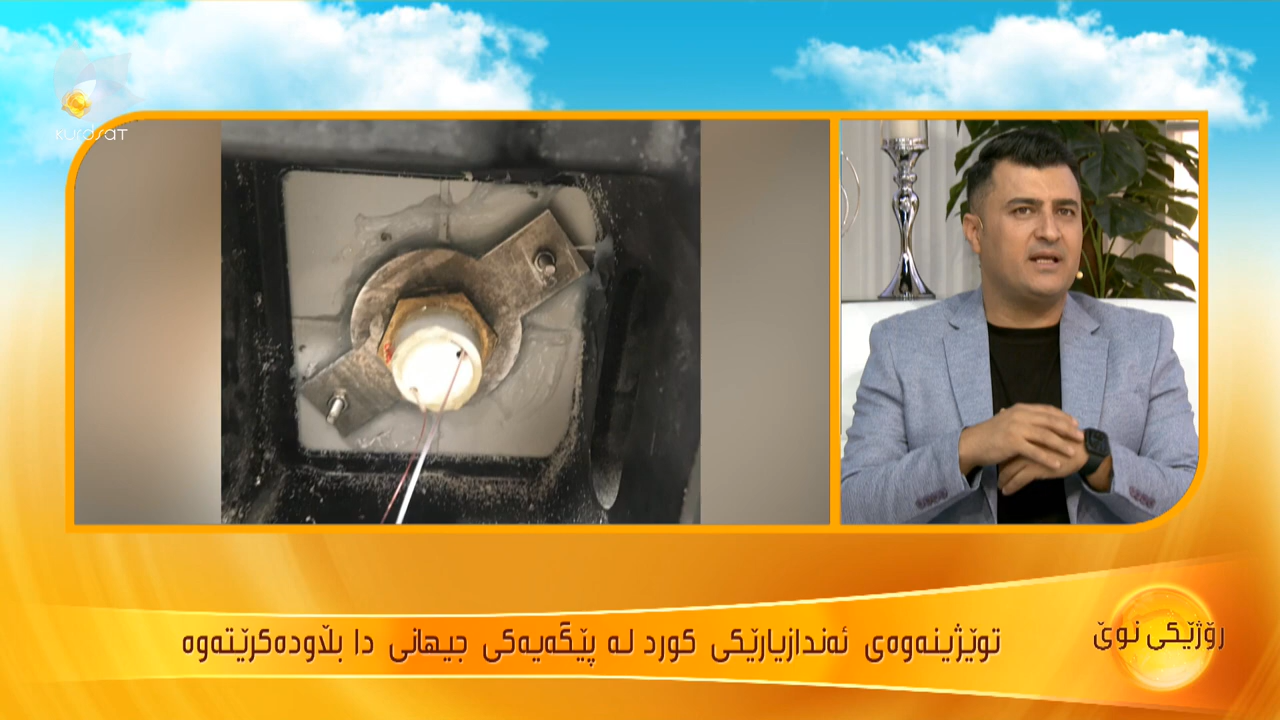 kurdsat
توێژینەوەی ئەندازیارێکی کورد لە پێگەیەکی جیهانی دا بڵاودەکرێتەوە
رۆژێکی نوێ